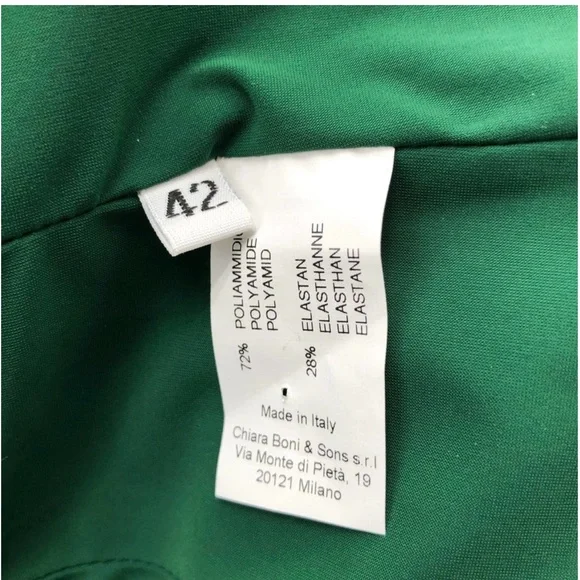 42
72% POLIAMMIDIC
POLYAMIDE
POLYAMID
28% ELASTAN
ELASTHANNE
ELASTHAN
ELASTANE
Made in Italy
Chiara Boni & Sons s.r.l
Via Monte di Pietà, 19
20121 Milano